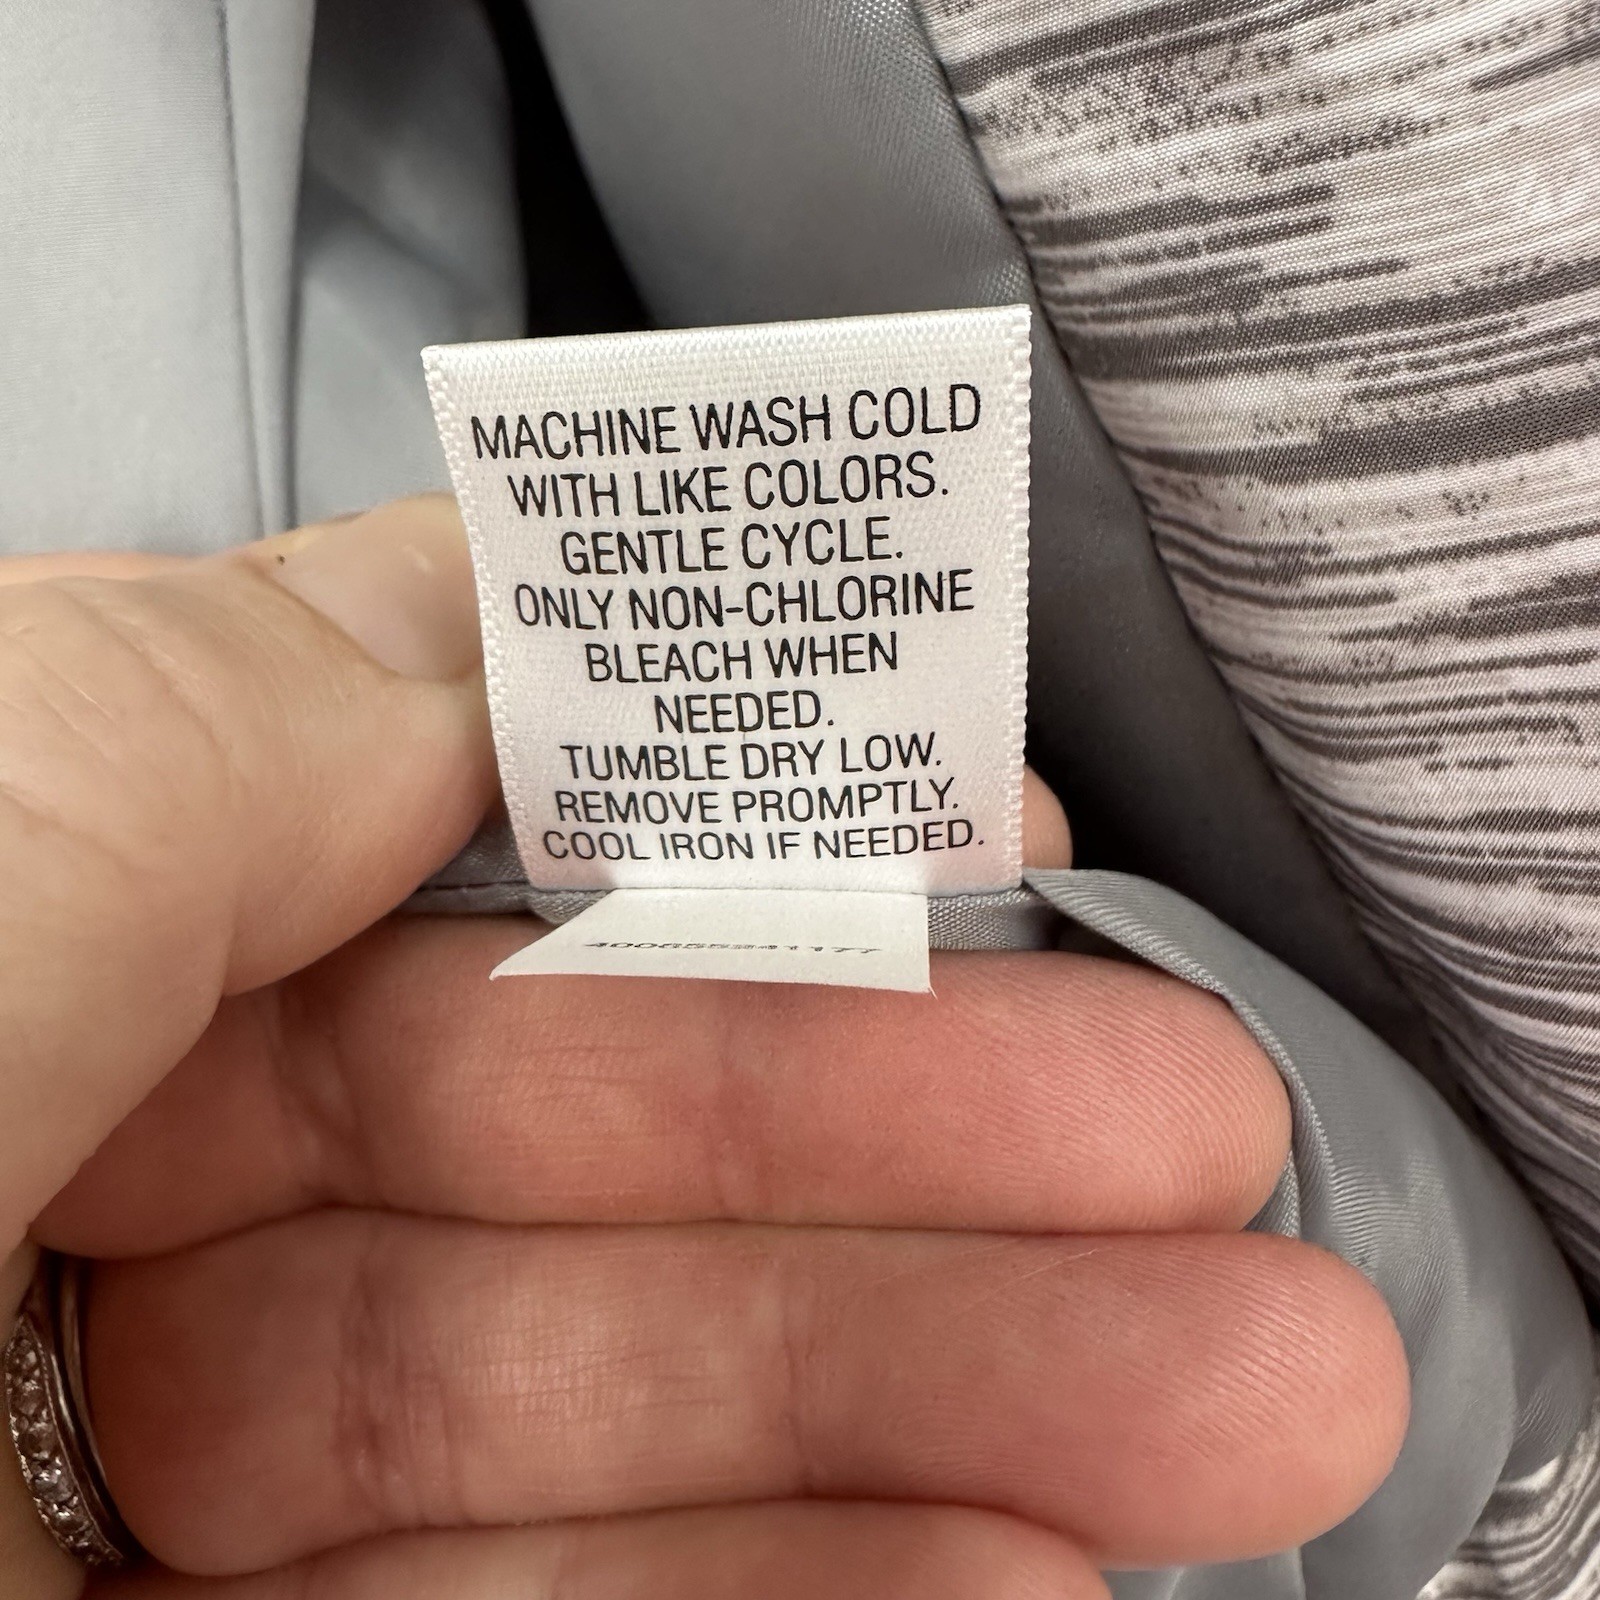 MACHINE WASH COLD
WITH LIKE COLORS.
GENTLE CYCLE.
ONLY NON-CHLORINE
BLEACH WHEN
NEEDED.
TUMBLE DRY LOW.
REMOVE PROMPTLY.
COOL IRON IF NEEDED.